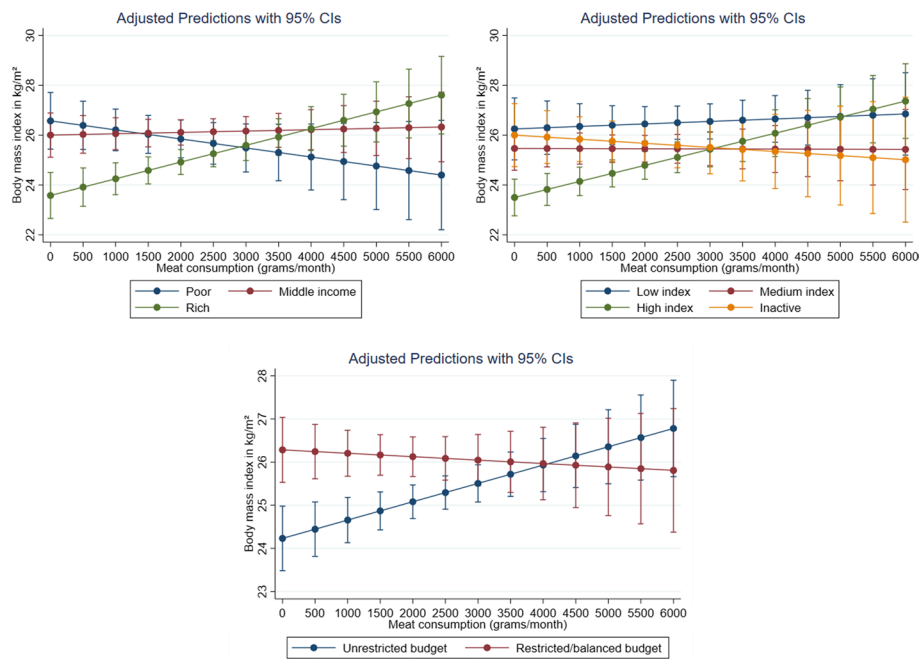 Adjusted Predictions with 95% CIs
Body mass index in kg/m²
30
28
26
24
22
0 500 1000 1500 2000 2500 3000 3500 4000 4500 5000 5500 6000
Meat consumption (grams/month)
Poor Middle income
Rich
Adjusted Predictions with 95% CIs
Body mass index in kg/m²
30
28
26
24
22
0 500 1000 1500 2000 2500 3000 3500 4000 4500 5000 5500 6000
Meat consumption (grams/month)
Low index Medium index
High index Inactive
Adjusted Predictions with 95% CIs
Body mass index in kg/m²
28
27
26
25
24
23
0 500 1000 1500 2000 2500 3000 3500 4000 4500 5000 5500 6000
Meat consumption (grams/month)
Unrestricted budget Restricted/balanced budget